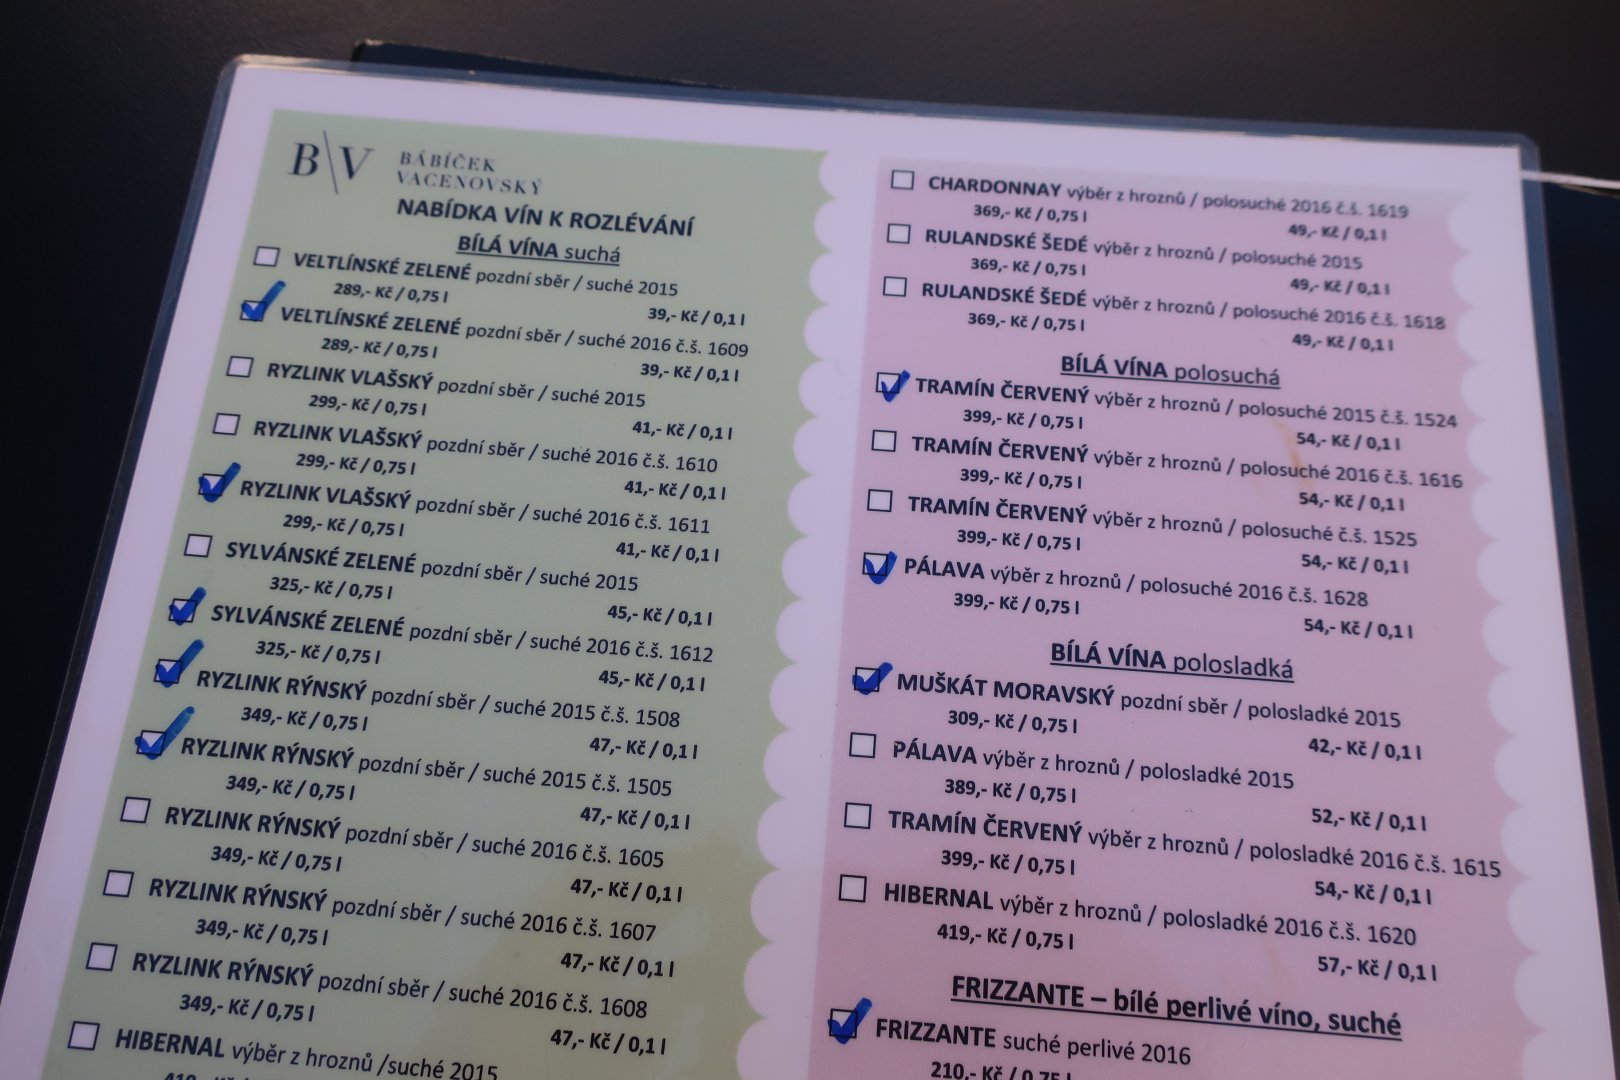 B\V BÁBÍČEK
VACENOVSKÝ
NABÍDKA VÍN K ROZLÉVÁNÍ
BÍLÁ VÍNA suchá
VELTLÍNSKÉ ZELENÉ pozdní sběr / suché 2015
289,- Kč / 0,75 l 39,- Kč / 0,1 l
VELTLÍNSKÉ ZELENÉ pozdní sběr / suché 2016 č.š. 1609
289,- Kč / 0,75 l 39,- Kč / 0,1 l
RYZLINK VLAŠSKÝ pozdní sběr / suché 2015
299,- Kč / 0,75 l 41,- Kč / 0,1 l
RYZLINK VLAŠSKÝ pozdní sběr / suché 2016 č.š. 1610
299,- Kč / 0,75 l 41,- Kč / 0,1 l
RYZLINK VLAŠSKÝ pozdní sběr / suché 2016 č.š. 1611
299,- Kč / 0,75 l 41,- Kč / 0,1 l
SYLVÁNSKÉ ZELENÉ pozdní sběr / suché 2015
325,- Kč / 0,75 l 45,- Kč / 0,1 l
SYLVÁNSKÉ ZELENÉ pozdní sběr / suché 2016 č.š. 1612
325,- Kč / 0,75 l 45,- Kč / 0,1 l
RYZLINK RÝNSKÝ pozdní sběr / suché 2015 č.š. 1508
349,- Kč / 0,75 l 47,- Kč / 0,1 l
RYZLINK RÝNSKÝ pozdní sběr / suché 2015 č.š. 1505
349,- Kč / 0,75 l 47,- Kč / 0,1 l
RYZLINK RÝNSKÝ pozdní sběr / suché 2016 č.š. 1605
349,- Kč / 0,75 l 47,- Kč / 0,1 l
RYZLINK RÝNSKÝ pozdní sběr / suché 2016 č.š. 1607
349,- Kč / 0,75 l 47,- Kč / 0,1 l
RYZLINK RÝNSKÝ pozdní sběr / suché 2016 č.š. 1608
349,- Kč / 0,75 l 47,- Kč / 0,1 l
HIBERNAL výběr z hroznů /suché 2015
CHARDONNAY výběr z hroznů / polosuché 2016 č.š. 1619
369,- Kč / 0,75 l 49,- Kč / 0,1 l
RULANDSKÉ ŠEDÉ výběr z hroznů / polosuché 2015
369,- Kč / 0,75 l 49,- Kč / 0,1 l
RULANDSKÉ ŠEDÉ výběr z hroznů / polosuché 2016 č.š. 1618
369,- Kč / 0,75 l 49,- Kč / 0,1 l
BÍLÁ VÍNA polosuchá
TRAMÍN ČERVENÝ výběr z hroznů / polosuché 2015 č.š. 1524
399,- Kč / 0,75 l 54,- Kč / 0,1 l
TRAMÍN ČERVENÝ výběr z hroznů / polosuché 2016 č.š. 1616
399,- Kč / 0,75 l 54,- Kč / 0,1 l
TRAMÍN ČERVENÝ výběr z hroznů / polosuché č.š. 1525
399,- Kč / 0,75 l 54,- Kč / 0,1 l
PÁLAVA výběr z hroznů / polosuché 2016 č.š. 1628
399,- Kč / 0,75 l 54,- Kč / 0,1 l
BÍLÁ VÍNA polosladká
MUŠKÁT MORAVSKÝ pozdní sběr / polosladké 2015
309,- Kč / 0,75 l 42,- Kč / 0,1 l
PÁLAVA výběr z hroznů / polosladké 2015
389,- Kč / 0,75 l 52,- Kč / 0,1 l
TRAMÍN ČERVENÝ výběr z hroznů / polosladké 2016 č.š. 1615
399,- Kč / 0,75 l 54,- Kč / 0,1 l
HIBERNAL výběr z hroznů / polosladké 2016 č.š. 1620
419,- Kč / 0,75 l 57,- Kč / 0,1 l
FRIZZANTE – bílé perlivé víno, suché
FRIZZANTE suché perlivé 2016
210,- Kč / 0,75 l